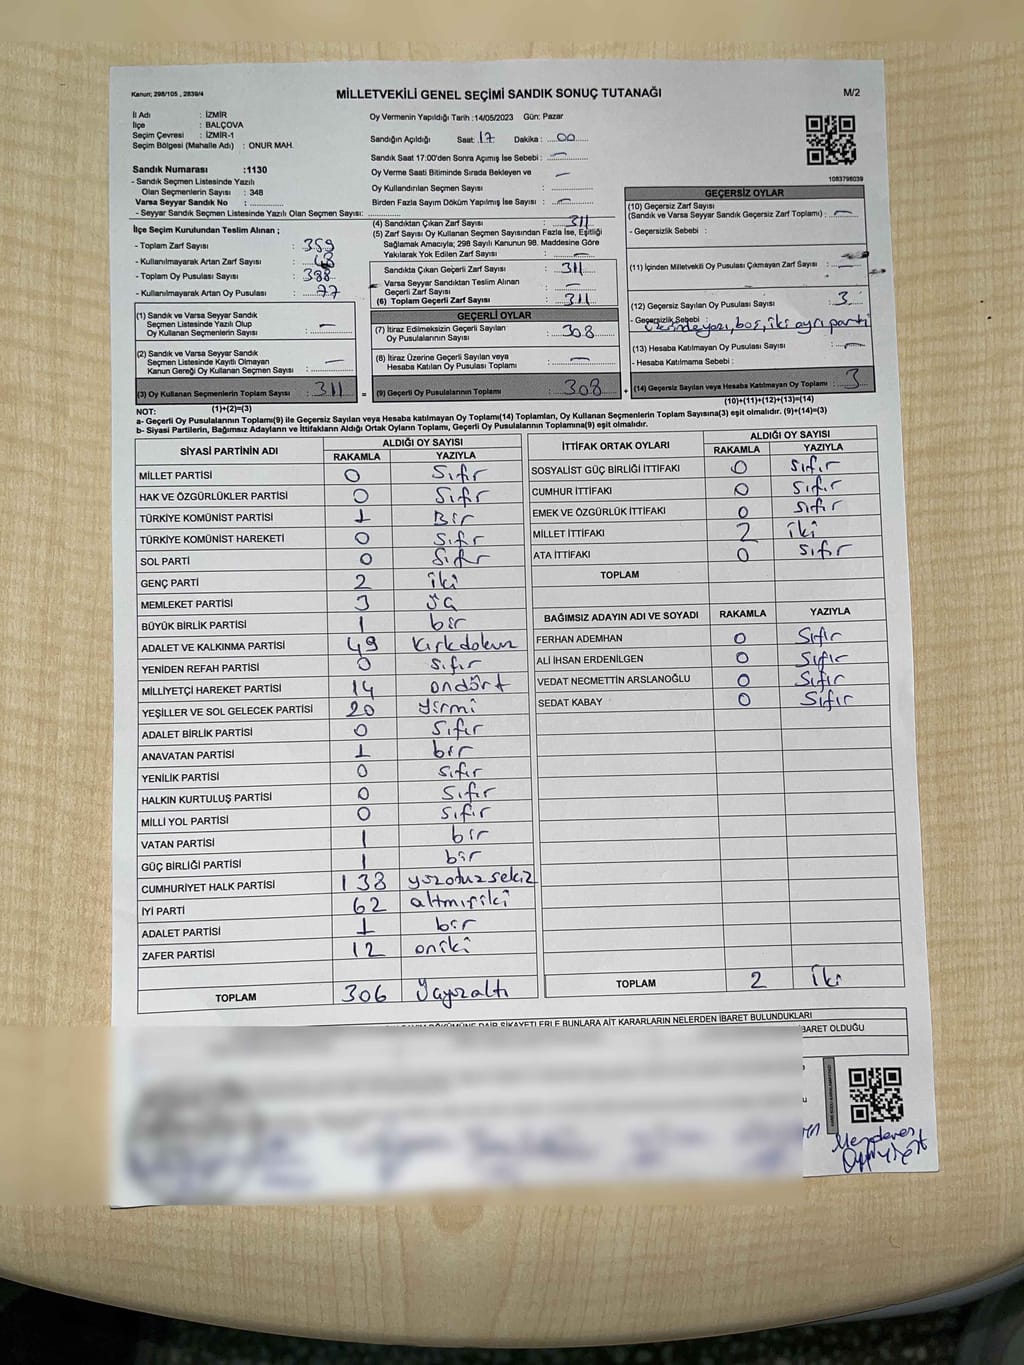 Kanun; 298/105 , 2839/4
MİLLETVEKİLİ GENEL SEÇİMİ SANDIK SONUÇ TUTANAĞI
M/2
İl Adı : İZMİR
İlçe : BALÇOVA
Seçim Çevresi : İZMİR-1
Seçim Bölgesi (Mahalle Adı) : ONUR MAH.
Sandık Numarası :1130
- Sandık Seçmen Listesinde Yazılı
Olan Seçmenlerin Sayısı : 348
Varsa Seyyar Sandık No :
- Seyyar Sandık Seçmen Listesinde Yazılı Olan Seçmen Sayısı:
İlçe Seçim Kurulundan Teslim Alınan ;
- Toplam Zarf Sayısı : 359
- Kullanılmayarak Artan Zarf Sayısı : 48
- Toplam Oy Pusulası Sayısı : 388
- Kullanılmayarak Artan Oy Pusulası : 77
(1) Sandık ve Varsa Seyyar Sandık
Seçmen Listesinde Yazılı Olup
Oy Kullanan Seçmenlerin Sayısı : —
(2) Sandık ve Varsa Seyyar Sandık
Seçmen Listesinde Kayıtlı Olmayan
Kanun Gereği Oy Kullanan Seçmen Sayısı : —
(3) Oy Kullanan Seçmenlerin Toplam Sayısı : 311
(1)+(2)=(3)
Oy Vermenin Yapıldığı Tarih :14/05/2023 Gün: Pazar
Sandığın Açıldığı Saat: 17 Dakika : 00
Sandık Saat 17:00'den Sonra Açımış İse Sebebi : —
Oy Verme Saati Bitiminde Sırada Bekleyen ve —
Oy Kullandırılan Seçmen Sayısı :
Birden Fazla Sayım Döküm Yapılmış İse Sayısı : —
(4) Sandıktan Çıkan Zarf Sayısı : 311
(5) Zarf Sayısı Oy Kullanan Seçmen Sayısından Fazla İse, Eşitliği
Sağlamak Amacıyla; 298 Sayılı Kanunun 98. Maddesine Göre
Yakılarak Yok Edilen Zarf Sayısı : —
Sandıkta Çıkan Geçerli Zarf Sayısı : 311
Varsa Seyyar Sandıktan Teslim Alınan
Geçerli Zarf Sayısı : —
(6) Toplam Geçerli Zarf Sayısı : 311
GEÇERLİ OYLAR
(7) İtiraz Edilmeksizin Geçerli Sayılan
Oy Pusulalarının Sayısı : 308
(8) İtiraz Üzerine Geçerli Sayılan veya
Hesaba Katılan Oy Pusulası Toplamı : —
= (9) Geçerli Oy Pusulalarının Toplamı : 308
1083798039
GEÇERSİZ OYLAR
(10) Geçersiz Zarf Sayısı
(Sandık ve Varsa Seyyar Sandık Geçersiz Zarf Toplamı) : —
- Geçersizlik Sebebi :
(11) İçinden Milletvekili Oy Pusulası Çıkmayan Zarf Sayısı : —
(12) Geçersiz Sayılan Oy Pusulası Sayısı : 3
- Geçersizlik Sebebi :
Üzerinde yazı, boş, iki ayrı parti
(13) Hesaba Katılmayan Oy Pusulası Sayısı : —
- Hesaba Katılmama Sebebi :
+ (14) Geçersiz Sayılan veya Hesaba Katılmayan Oy Toplamı : 3
(10)+(11)+(12)+(13)=(14)
NOT:
a- Geçerli Oy Pusulalarının Toplamı(9) ile Geçersiz Sayılan veya Hesaba katılmayan Oy Toplamı(14) Toplamları, Oy Kullanan Seçmenlerin Toplam Sayısına(3) eşit olmalıdır. (9)+(14)=(3)
b- Siyasi Partilerin, Bağımsız Adayların ve İttifakların Aldığı Ortak Oyların Toplamı, Geçerli Oy Pusulalarının Toplamına(9) eşit olmalıdır.
SİYASİ PARTİNİN ADI
ALDIĞI OY SAYISI
RAKAMLA YAZIYLA
MİLLET PARTİSİ 0 Sıfır
HAK VE ÖZGÜRLÜKLER PARTİSİ 0 Sıfır
TÜRKİYE KOMÜNİST PARTİSİ 1 Bir
TÜRKİYE KOMÜNİST HAREKETİ 0 Sıfır
SOL PARTİ 0 Sıfır
GENÇ PARTİ 2 iki
MEMLEKET PARTİSİ 3 üç
BÜYÜK BİRLİK PARTİSİ 1 bir
ADALET VE KALKINMA PARTİSİ 49 Kırkdokuz
YENİDEN REFAH PARTİSİ 0 sıfır
MİLLİYETÇİ HAREKET PARTİSİ 14 ondört
YEŞİLLER VE SOL GELECEK PARTİSİ 20 Yirmi
ADALET BİRLİK PARTİSİ 0 Sıfır
ANAVATAN PARTİSİ 1 bir
YENİLİK PARTİSİ 0 sıfır
HALKIN KURTULUŞ PARTİSİ 0 Sıfır
MİLLİ YOL PARTİSİ 0 sıfır
VATAN PARTİSİ 1 bir
GÜÇ BİRLİĞİ PARTİSİ 1 bir
CUMHURİYET HALK PARTİSİ 138 yüzotuzsekiz
İYİ PARTİ 62 altmışiki
ADALET PARTİSİ 1 bir
ZAFER PARTİSİ 12 oniki
TOPLAM 306 Üçyüzaltı
İTTİFAK ORTAK OYLARI
ALDIĞI OY SAYISI
RAKAMLA YAZIYLA
SOSYALİST GÜÇ BİRLİĞİ İTTİFAKI 0 Sıfır
CUMHUR İTTİFAKI 0 Sıfır
EMEK VE ÖZGÜRLÜK İTTİFAKI 0 Sıfır
MİLLET İTTİFAKI 2 iki
ATA İTTİFAKI 0 sıfır
TOPLAM
BAĞIMSIZ ADAYIN ADI VE SOYADI RAKAMLA YAZIYLA
FERHAN ADEMHAN 0 Sıfır
ALİ İHSAN ERDENİLGEN 0 Sıfır
VEDAT NECMETTİN ARSLANOĞLU 0 Sıfır
SEDAT KABAY 0 Sıfır
TOPLAM 2 İki
DÖKÜMÜNE DAİR ŞİKAYETLERLE BUNLARA AİT KARARLARIN NELERDEN İBARET BULUNDUKLARI
İBARET OLDUĞU
Menderes